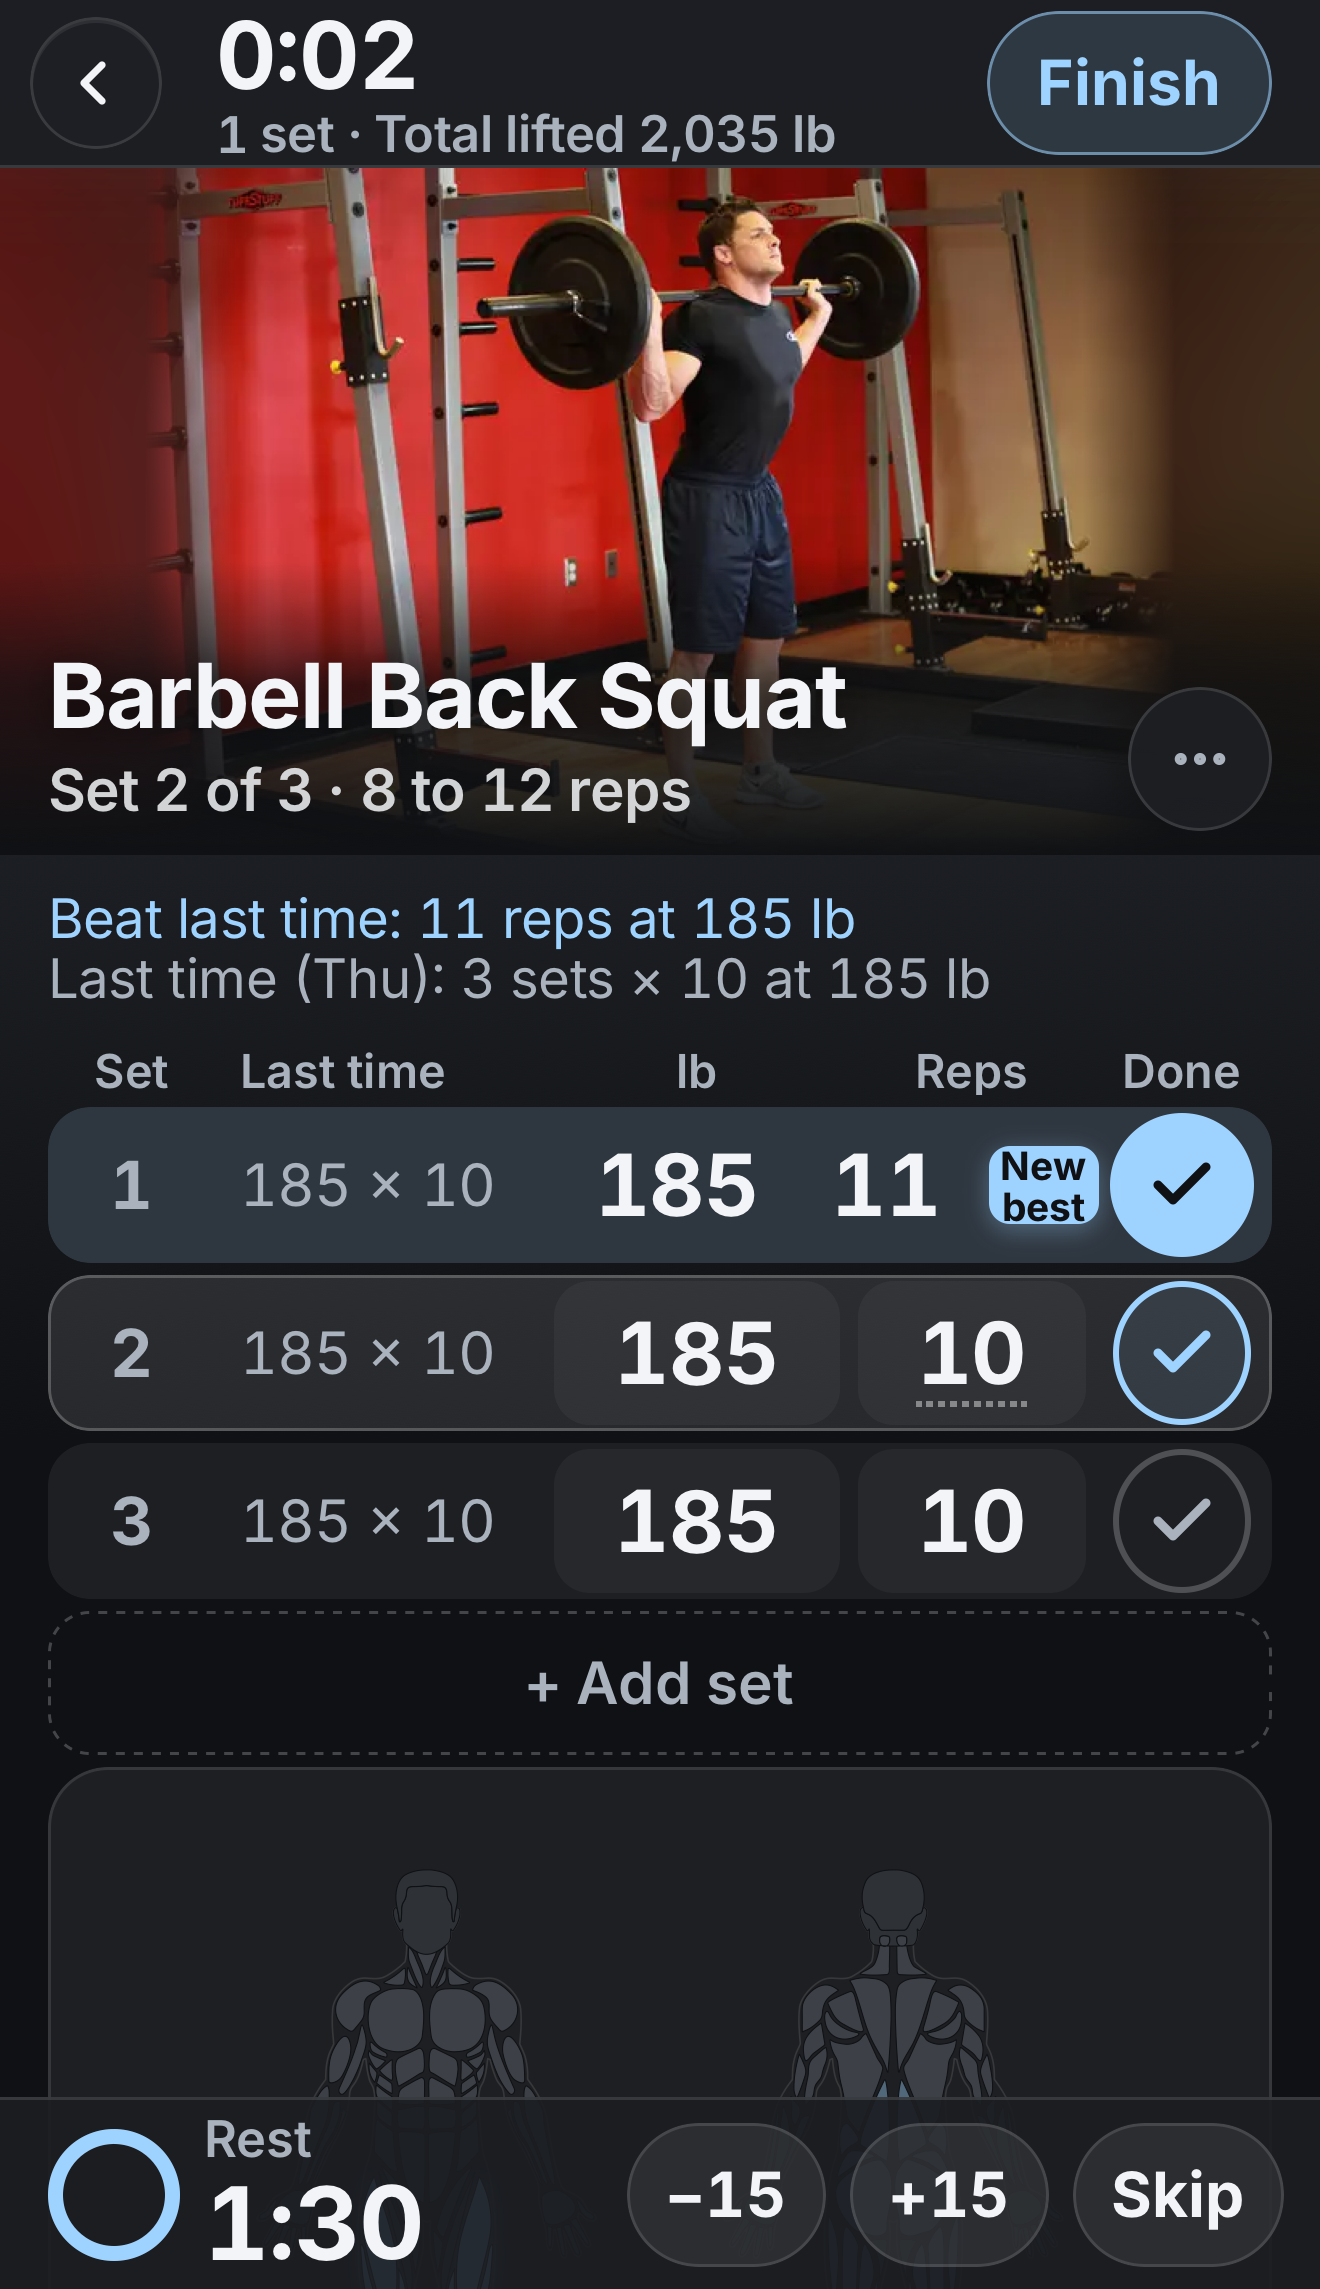 0:02
Finish
1 set · Total lifted 2,035 lb
TUFFSTUFF
Barbell Back Squat
Set 2 of 3 · 8 to 12 reps
Beat last time: 11 reps at 185 lb
Last time (Thu): 3 sets × 10 at 185 lb
Set Last time lb Reps Done
1 185 × 10 185 11 New best
2 185 × 10 185 10
3 185 × 10 185 10
+ Add set
Rest
1:30 −15 +15 Skip